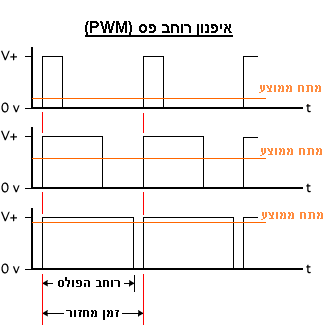 איפנון רוחב פס (PWM)
V+
מתח ממוצע
0 v
t
V+
מתח ממוצע
0 v
t
V+
מתח ממוצע
0 v
t
רוחב הפולס
זמן מחזור